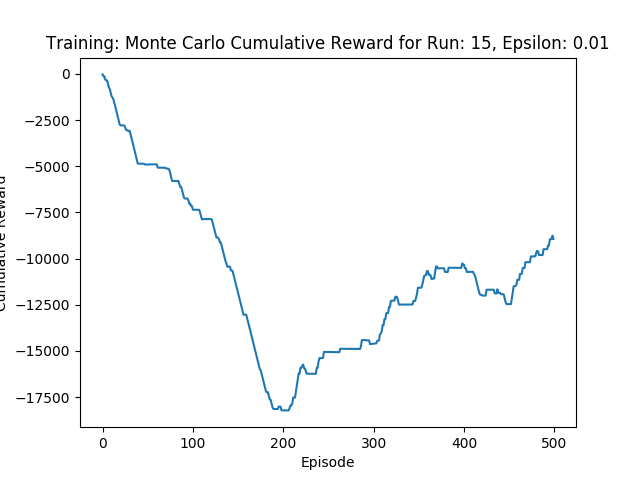 Training: Monte Carlo Cumulative Reward for Run: 15, Epsilon: 0.01
0
−2500
−5000
−7500
−10000
−12500
−15000
−17500
Cumulative Reward
0 100 200 300 400 500
Episode